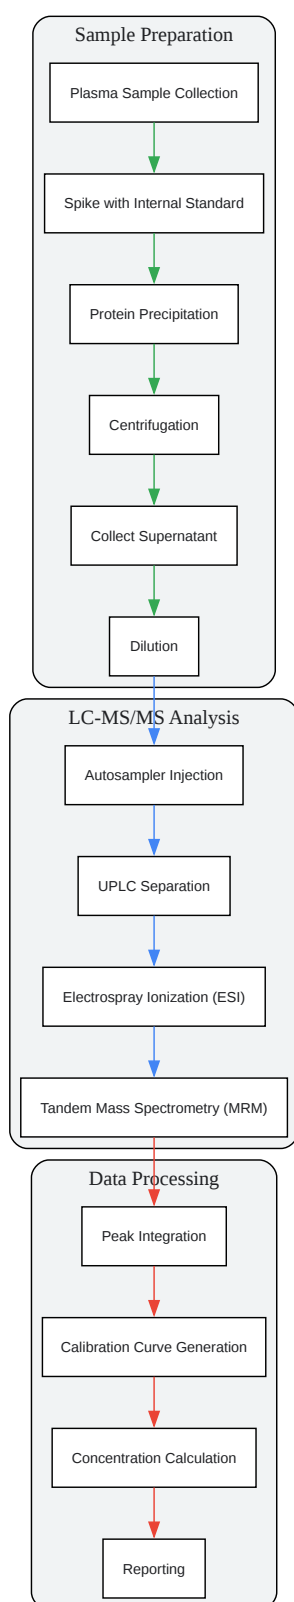 Sample Preparation
Plasma Sample Collection
Spike with Internal Standard
Protein Precipitation
Centrifugation
Collect Supernatant
Dilution
LC-MS/MS Analysis
Autosampler Injection
UPLC Separation
Electrospray Ionization (ESI)
Tandem Mass Spectrometry (MRM)
Data Processing
Peak Integration
Calibration Curve Generation
Concentration Calculation
Reporting